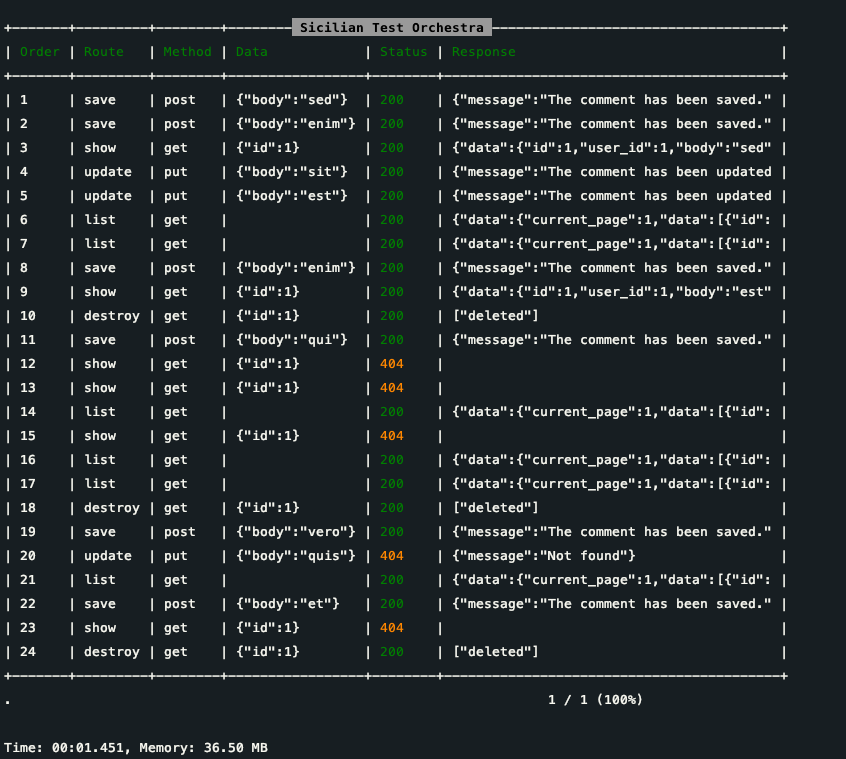 Sicilian Test Orchestra
| Order | Route | Method | Data | Status | Response |
| 1 | save | post | {"body":"sed"} | 200 | {"message":"The comment has been saved." |
| 2 | save | post | {"body":"enim"} | 200 | {"message":"The comment has been saved." |
| 3 | show | get | {"id":1} | 200 | {"data":{"id":1,"user_id":1,"body":"sed" |
| 4 | update | put | {"body":"sit"} | 200 | {"message":"The comment has been updated |
| 5 | update | put | {"body":"est"} | 200 | {"message":"The comment has been updated |
| 6 | list | get | | 200 | {"data":{"current_page":1,"data":[{"id": |
| 7 | list | get | | 200 | {"data":{"current_page":1,"data":[{"id": |
| 8 | save | post | {"body":"enim"} | 200 | {"message":"The comment has been saved." |
| 9 | show | get | {"id":1} | 200 | {"data":{"id":1,"user_id":1,"body":"est" |
| 10 | destroy | get | {"id":1} | 200 | ["deleted"] |
| 11 | save | post | {"body":"qui"} | 200 | {"message":"The comment has been saved." |
| 12 | show | get | {"id":1} | 404 | |
| 13 | show | get | {"id":1} | 404 | |
| 14 | list | get | | 200 | {"data":{"current_page":1,"data":[{"id": |
| 15 | show | get | {"id":1} | 404 | |
| 16 | list | get | | 200 | {"data":{"current_page":1,"data":[{"id": |
| 17 | list | get | | 200 | {"data":{"current_page":1,"data":[{"id": |
| 18 | destroy | get | {"id":1} | 200 | ["deleted"] |
| 19 | save | post | {"body":"vero"} | 200 | {"message":"The comment has been saved." |
| 20 | update | put | {"body":"quis"} | 404 | {"message":"Not found"} |
| 21 | list | get | | 200 | {"data":{"current_page":1,"data":[{"id": |
| 22 | save | post | {"body":"et"} | 200 | {"message":"The comment has been saved." |
| 23 | show | get | {"id":1} | 404 | |
| 24 | destroy | get | {"id":1} | 200 | ["deleted"] |
. 1 / 1 (100%)
Time: 00:01.451, Memory: 36.50 MB